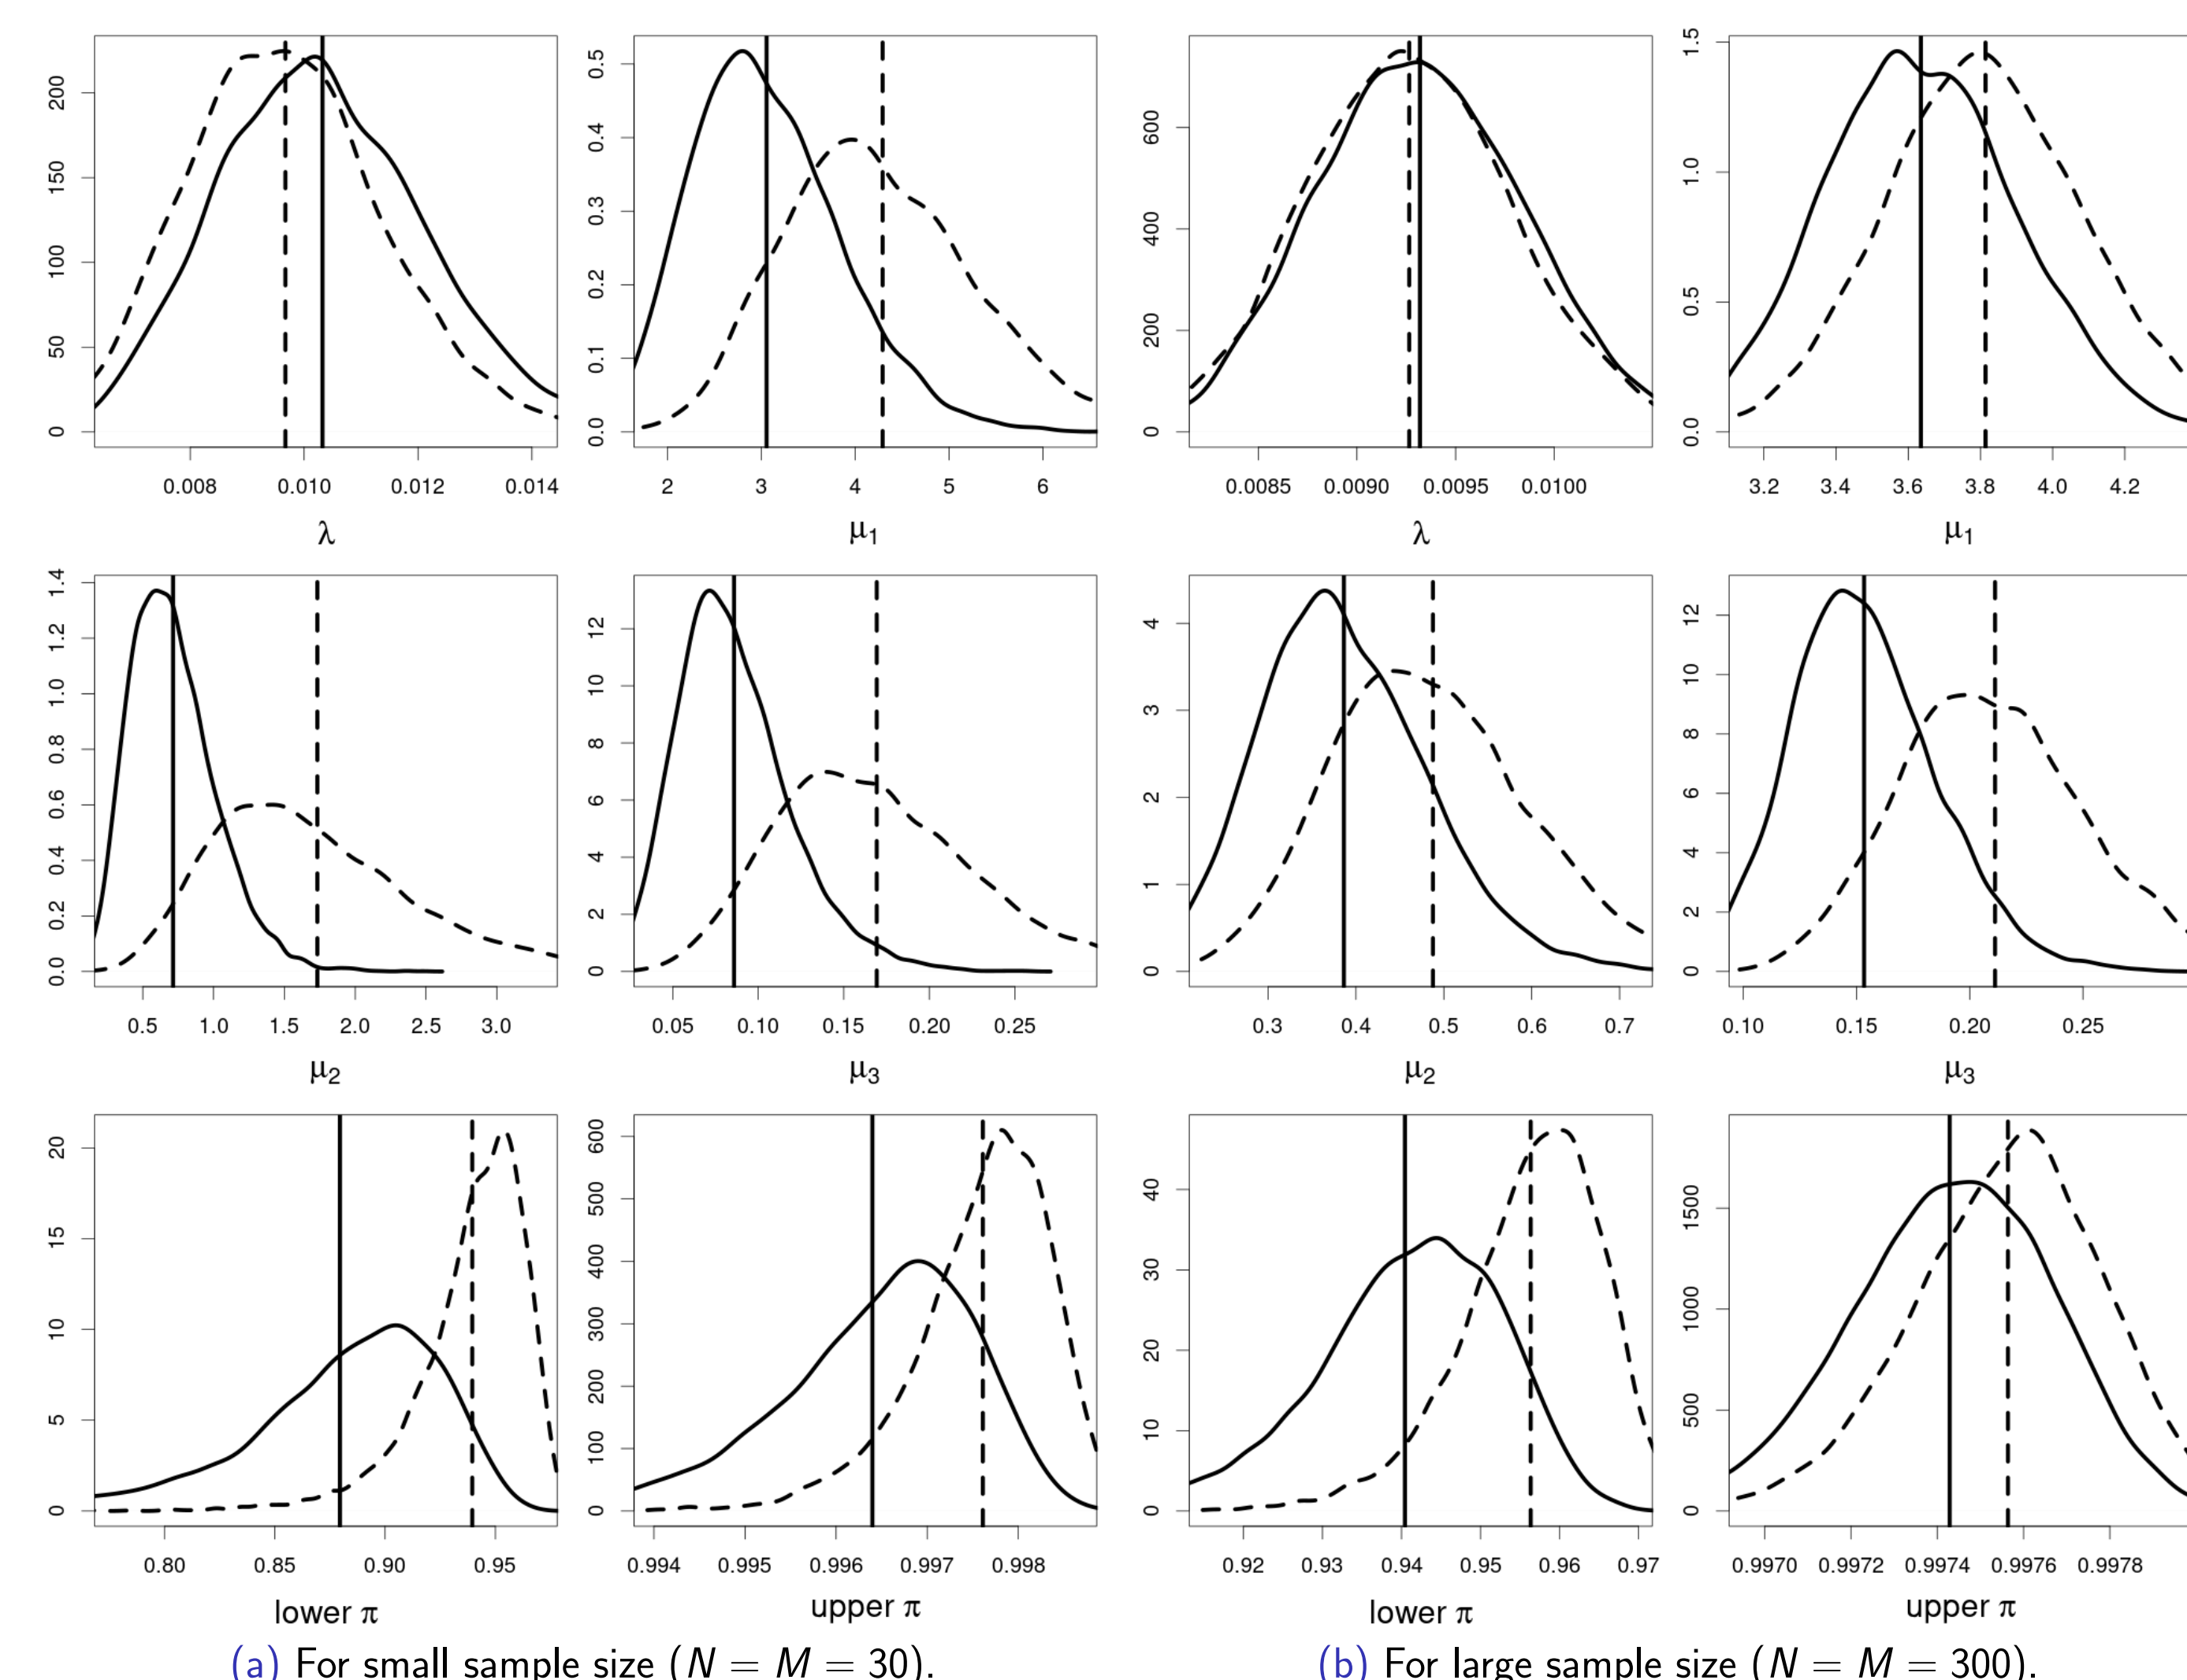 0 50 100 150 200
0.008 0.010 0.012 0.014
λ
0.0 0.1 0.2 0.3 0.4 0.5
2 3 4 5 6
μ1
0 200 400 600
0.0085 0.0090 0.0095 0.0100
λ
0.0 0.5 1.0 1.5
3.2 3.4 3.6 3.8 4.0 4.2
μ1
0.0 0.2 0.4 0.6 0.8 1.0 1.2 1.4
0.5 1.0 1.5 2.0 2.5 3.0
μ2
0 2 4 6 8 10 12
0.05 0.10 0.15 0.20 0.25
μ3
0 1 2 3 4
0.3 0.4 0.5 0.6 0.7
μ2
0 2 4 6 8 10 12
0.10 0.15 0.20 0.25
μ3
0 5 10 15 20
0.80 0.85 0.90 0.95
lower π
0 100 200 300 400 500 600
0.994 0.995 0.996 0.997 0.998
upper π
0 10 20 30 40
0.92 0.93 0.94 0.95 0.96 0.97
lower π
0 500 1000 1500
0.9970 0.9972 0.9974 0.9976 0.9978
upper π
(a) For small sample size (N = M = 30).
(b) For large sample size (N = M = 300).